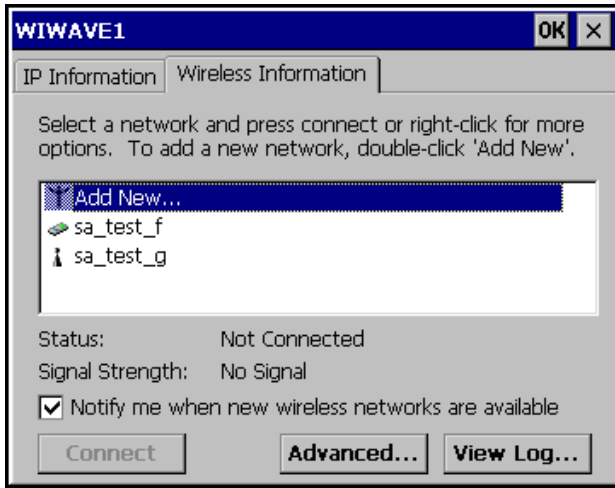 WIWAVE1 OK ×
IP Information Wireless Information
Select a network and press connect or right-click for more
options. To add a new network, double-click 'Add New'.
Add New...
sa_test_f
sa_test_g
Status: Not Connected
Signal Strength: No Signal
Notify me when new wireless networks are available
Connect Advanced... View Log...